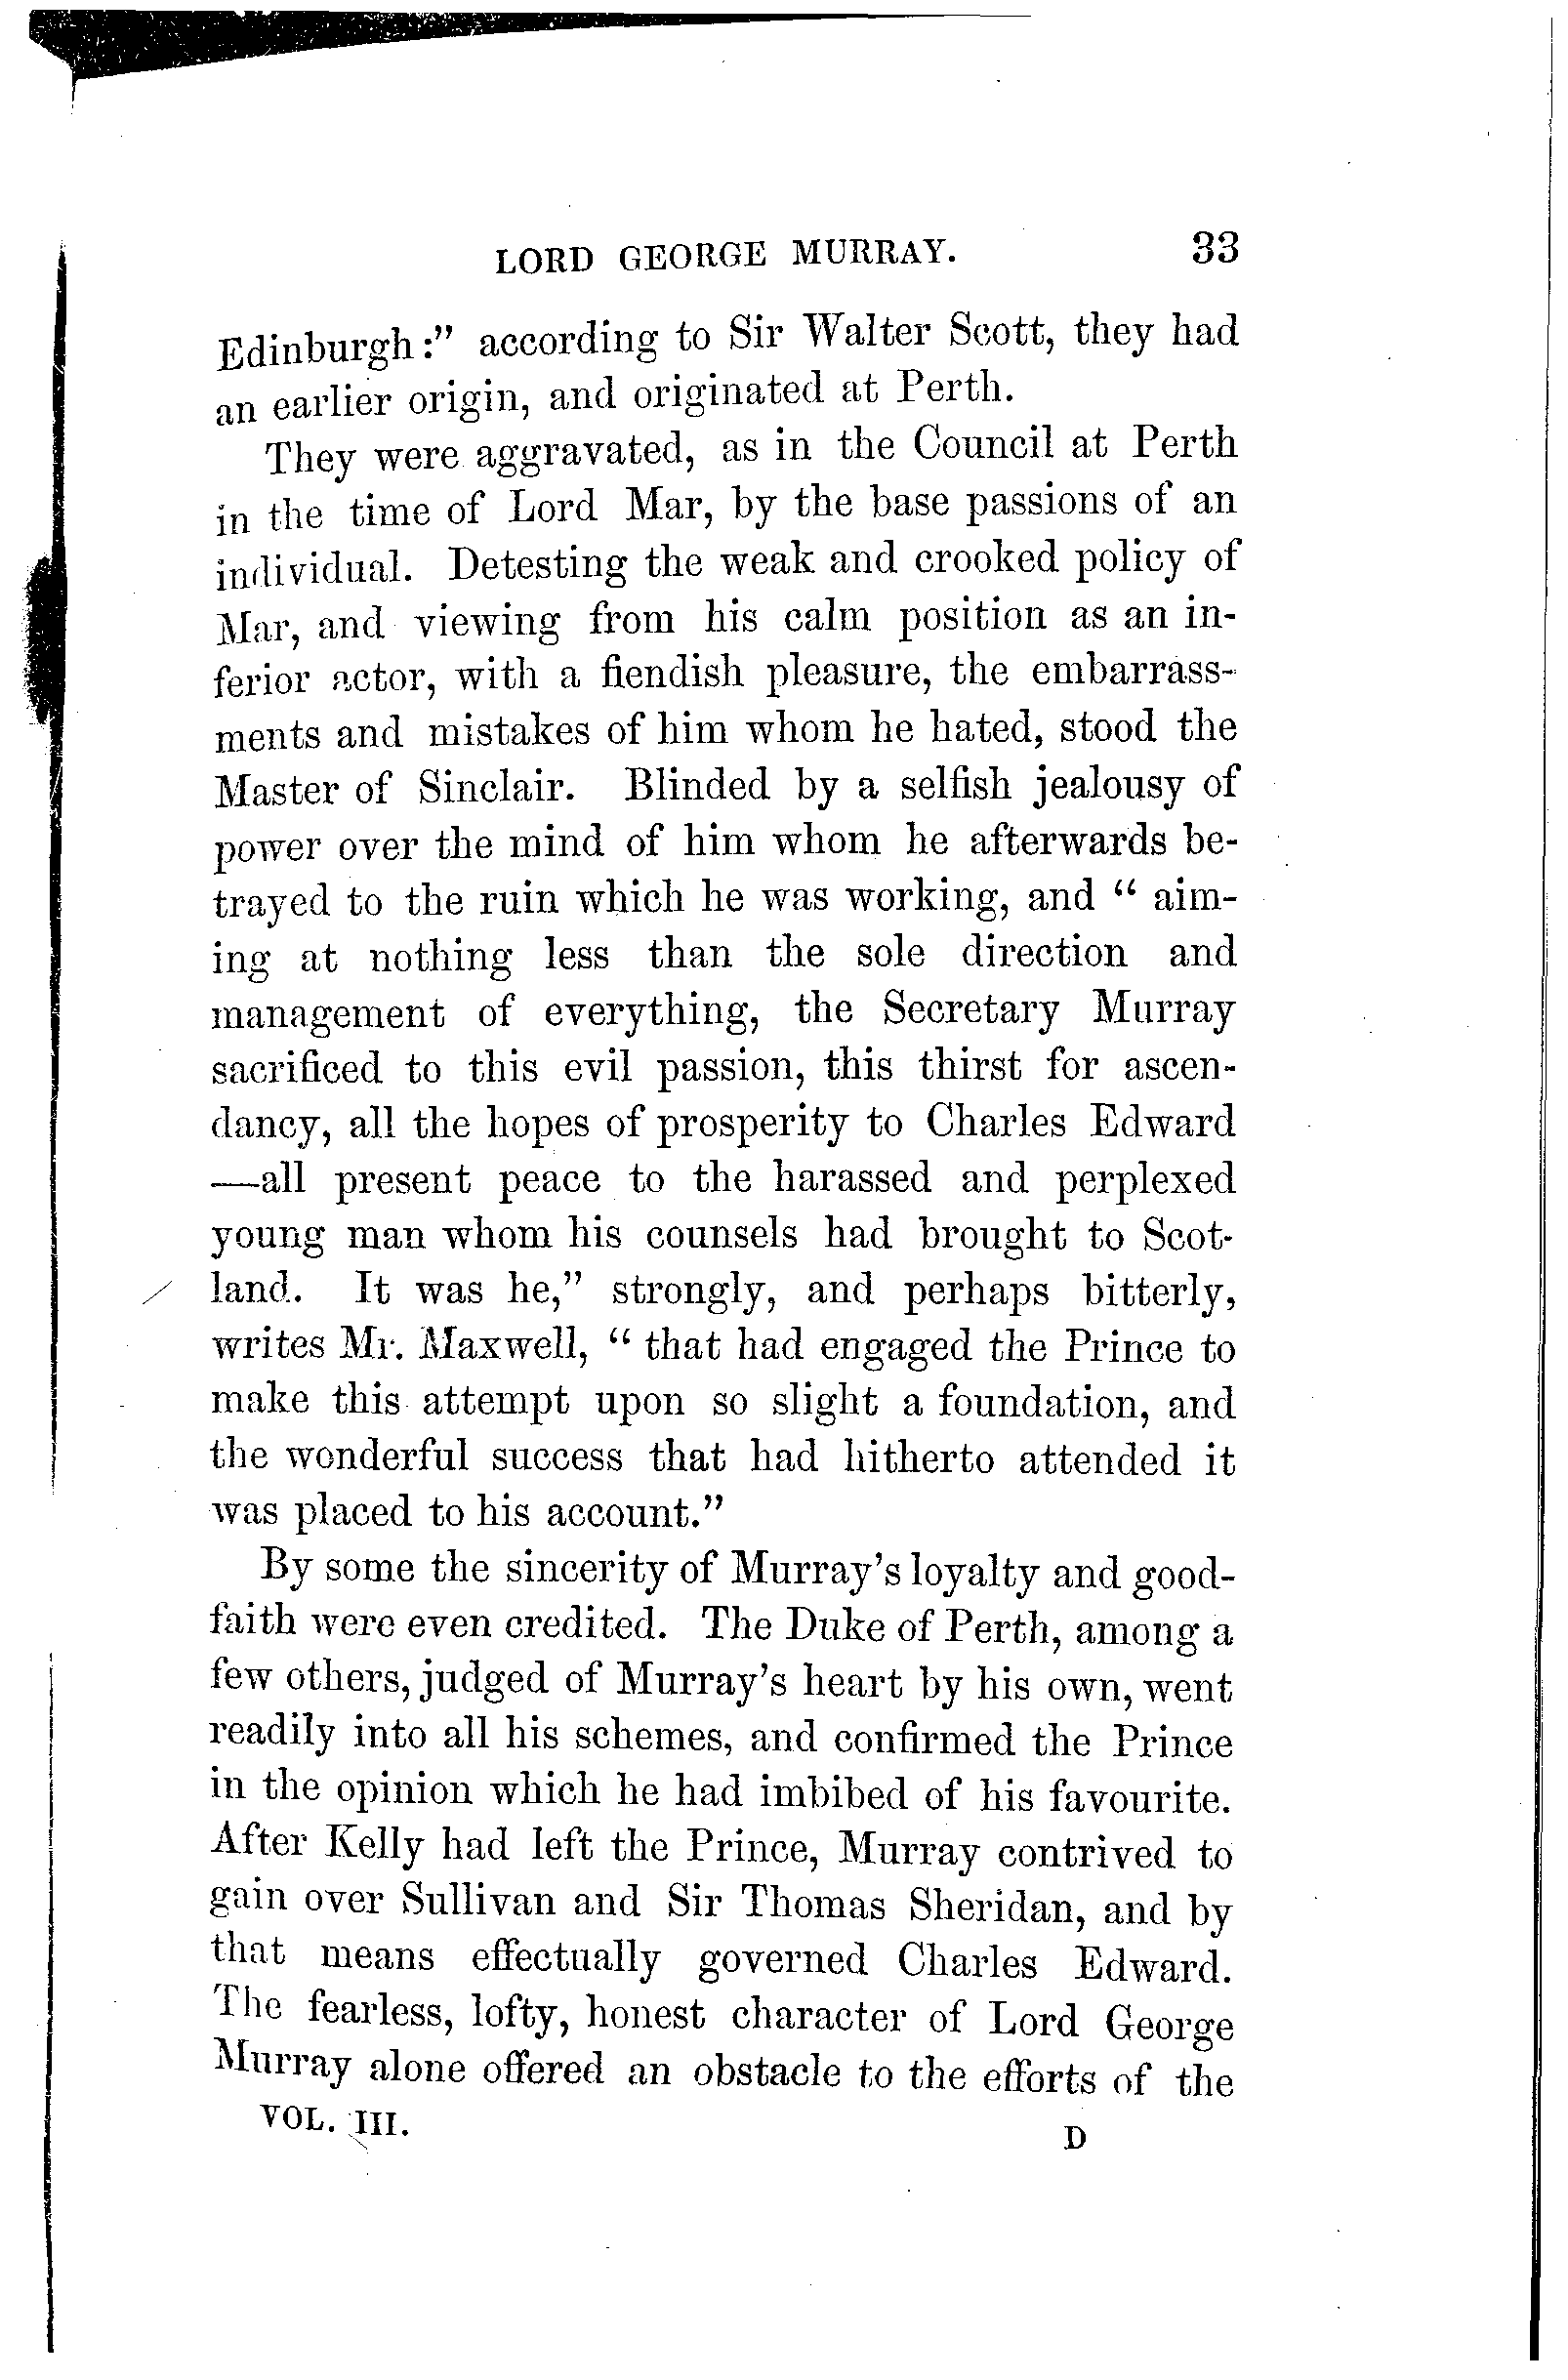 LORD GEORGE MURRAY. 33
Edinburgh:" according to Sir Walter Scott, they had
an earlier origin, and originated at Perth.
They were aggravated, as in the Council at Perth
in the time of Lord Mar, by the base passions of an
individual. Detesting the weak and crooked policy of
Mar, and viewing from his calm position as an in-
ferior actor, with a fiendish pleasure, the embarrass-
ments and mistakes of him whom he hated, stood the
Master of Sinclair. Blinded by a selfish jealousy of
power over the mind of him whom he afterwards be-
trayed to the ruin which he was working, and " aim-
ing at nothing less than the sole direction and
management of everything, the Secretary Murray
sacrificed to this evil passion, this thirst for ascen-
dancy, all the hopes of prosperity to Charles Edward
—all present peace to the harassed and perplexed
young man whom his counsels had brought to Scot-
land. It was he," strongly, and perhaps bitterly,
writes Mr. Maxwell, " that had engaged the Prince to
make this attempt upon so slight a foundation, and
the wonderful success that had hitherto attended it
was placed to his account."
By some the sincerity of Murray's loyalty and good-
faith were even credited. The Duke of Perth, among a
few others, judged of Murray's heart by his own, went
readily into all his schemes, and confirmed the Prince
in the opinion which he had imbibed of his favourite.
After Kelly had left the Prince, Murray contrived to
gain over Sullivan and Sir Thomas Sheridan, and by
that means effectually governed Charles Edward.
The fearless, lofty, honest character of Lord George
Murray alone offered an obstacle to the efforts of the
VOL. III. D